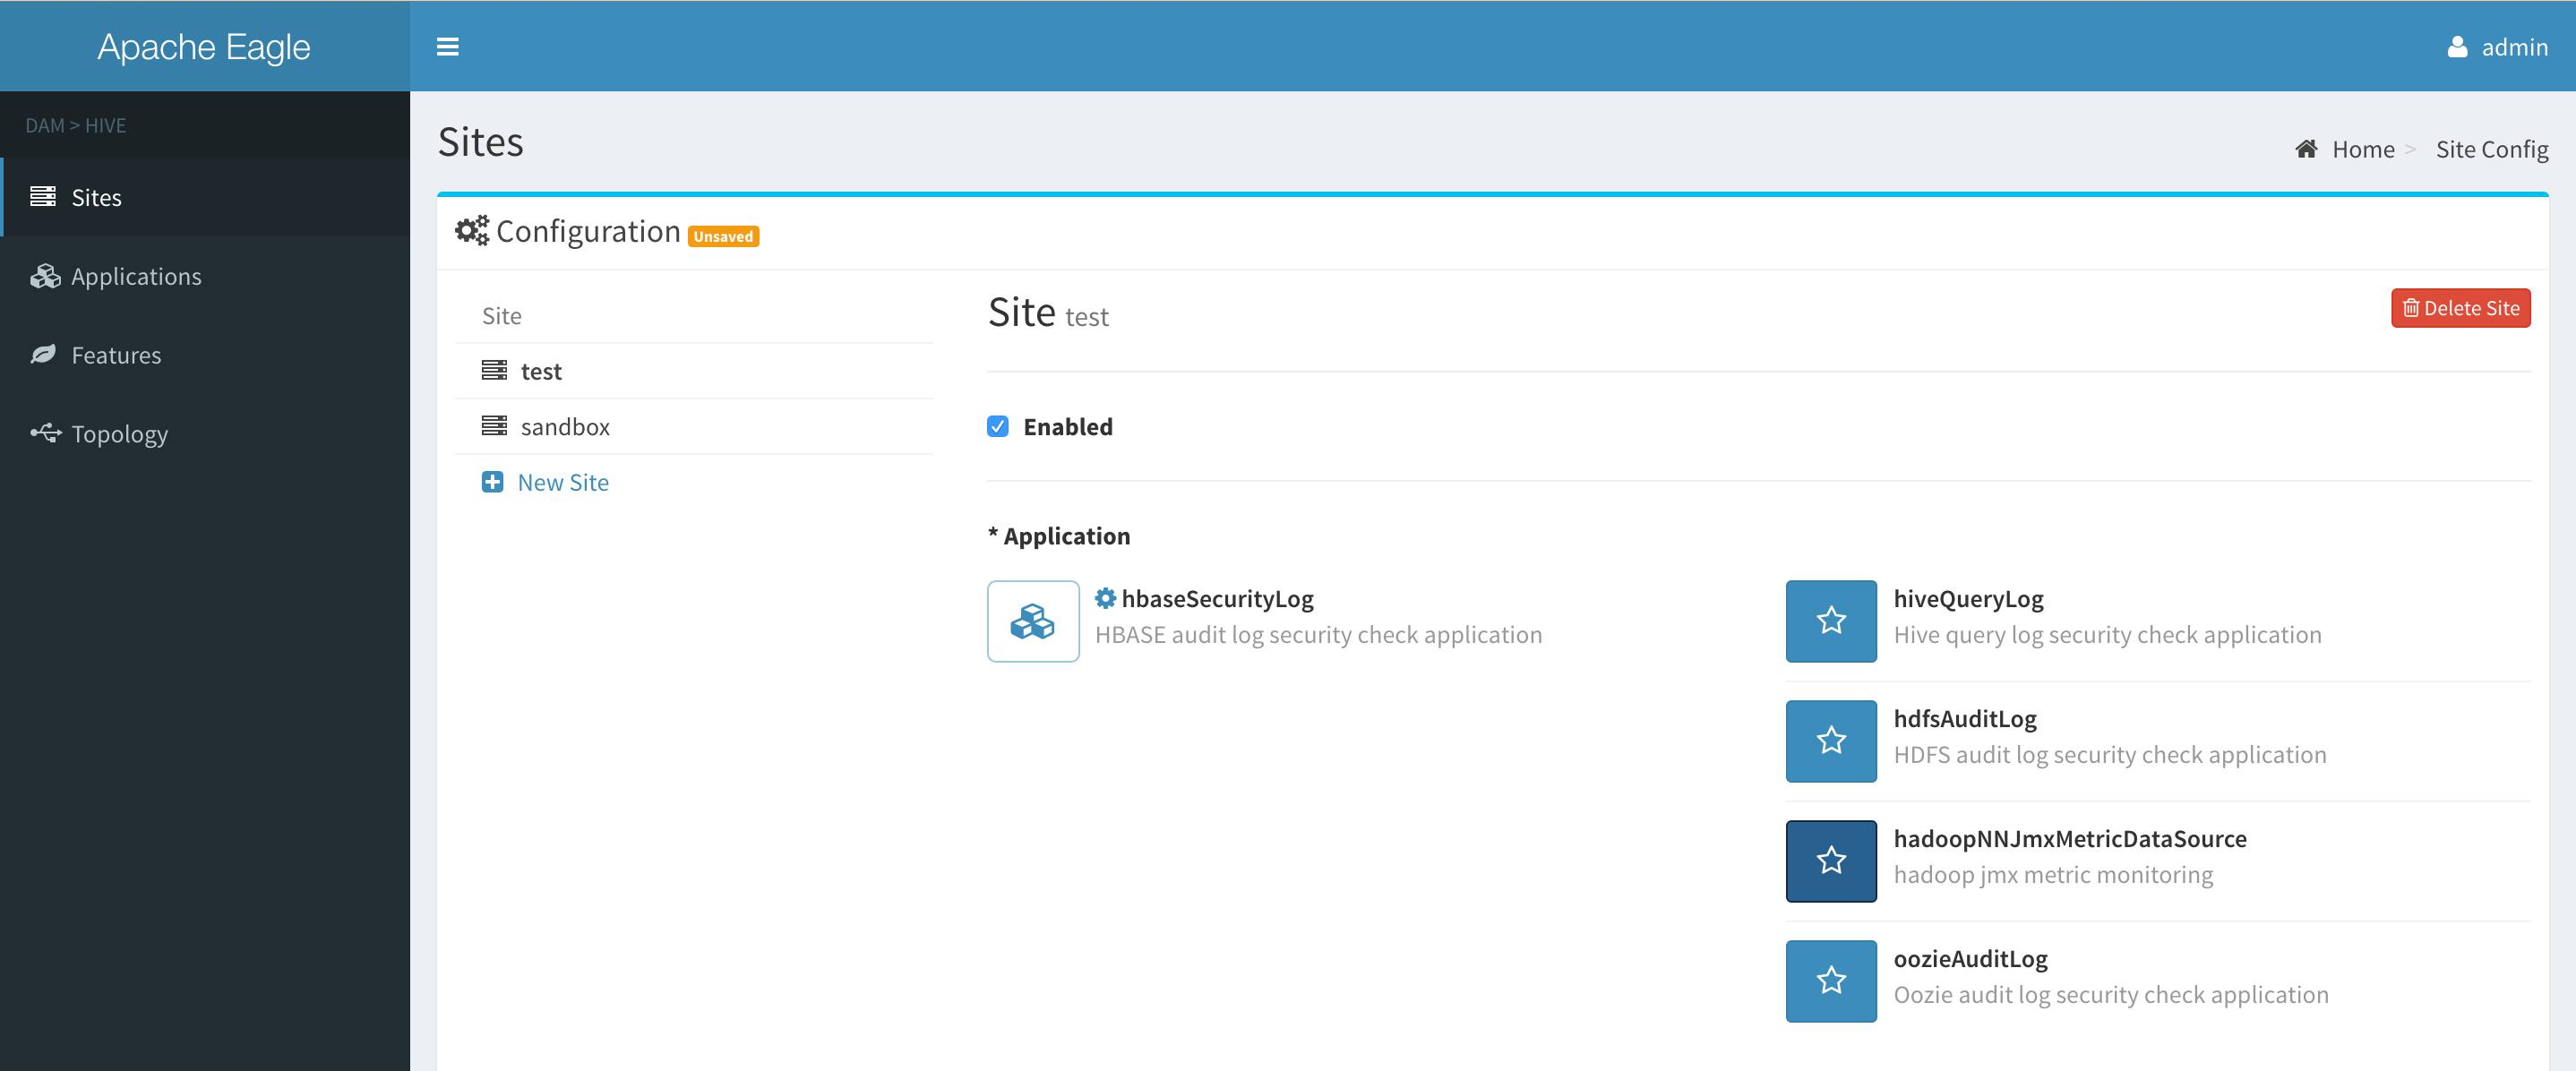 Apache Eagle
admin
DAM > HIVE
Sites
Applications
Features
Topology
Sites
Home > Site Config
Configuration Unsaved
Site
test
sandbox
New Site
Site test
Delete Site
Enabled
* Application
hbaseSecurityLog
HBASE audit log security check application
hiveQueryLog
Hive query log security check application
hdfsAuditLog
HDFS audit log security check application
hadoopNNJmxMetricDataSource
hadoop jmx metric monitoring
oozieAuditLog
Oozie audit log security check application